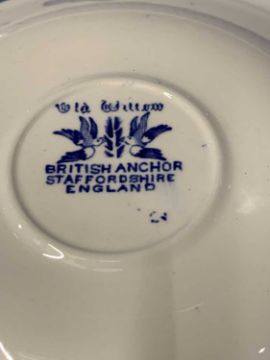 Old Willow
BRITISH ANCHOR
STAFFORDSHIRE
ENGLAND